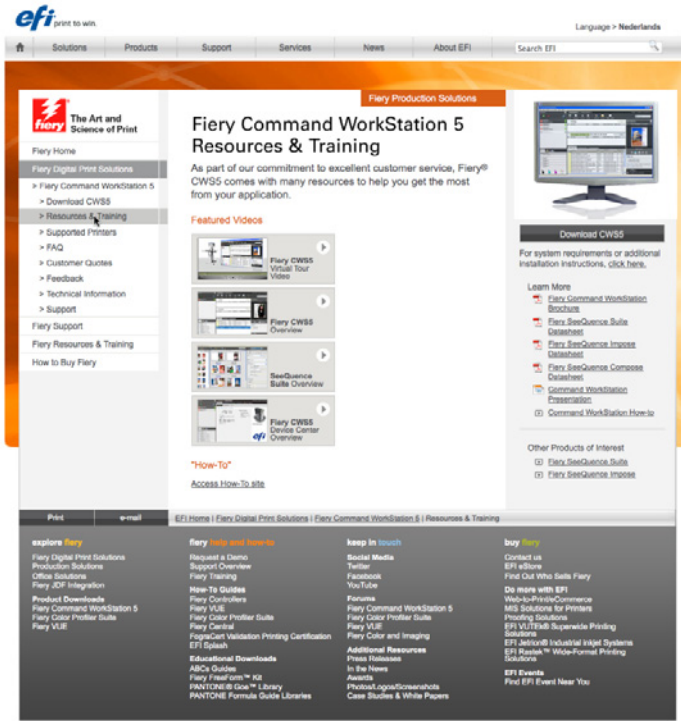 efi print to win.
Language > Nederlands
Solutions
Products
Support
Services
News
About EFI
Search EFI
fiery
The Art and
Science of Print
Fiery Home
Fiery Digital Print Solutions
> Fiery Command WorkStation 5
> Download CWS5
> Resources & Training
> Supported Printers
> FAQ
> Customer Quotes
> Feedback
> Technical Information
> Support
Fiery Support
Fiery Resources & Training
How to Buy Fiery
Fiery Production Solutions
Fiery Command WorkStation 5
Resources & Training
As part of our commitment to excellent customer service, Fiery®
CWS5 comes with many resources to help you get the most
from your application.
Featured Videos
Fiery CWS5
Virtual Tour
Video
Fiery CWS5
Overview
SeeQuence
Suite Overview
Fiery CWS5
Device Center
Overview
efi
"How-To"
Access How-To site
Download CWS5
For system requirements or additional
installation instructions, click here.
Learn More
Fiery Command WorkStation
Brochure
Fiery SeeQuence Suite
Datasheet
Fiery SeeQuence Impose
Datasheet
Fiery SeeQuence Compose
Datasheet
Command WorkStation
Presentation
Command WorkStation How-to
Other Products of Interest
Fiery SeeQuence Suite
Fiery SeeQuence Impose
Print
e-mail
EFI Home | Fiery Digital Print Solutions | Fiery Command WorkStation 5 | Resources & Training
explore fiery
Fiery Digital Print Solutions
Production Solutions
Office Solutions
Fiery JDF Integration
Product Downloads
Fiery Command WorkStation 5
Fiery Color Profiler Suite
Fiery VUE
fiery help and how-to
Request a Demo
Support Overview
Fiery Training
How-To Guides
Fiery Controllers
Fiery VUE
Fiery Color Profiler Suite
Fiery Central
FograCert Validation Printing Certification
EFI Splash
Educational Downloads
ABCs Guides
Fiery FreeForm™ Kit
PANTONE® Goe™ Library
PANTONE Formula Guide Libraries
keep in touch
Social Media
Twitter
Facebook
YouTube
Forums
Fiery Command WorkStation 5
Fiery Color Profiler Suite
Fiery VUE
Fiery Color and Imaging
Additional Resources
Press Releases
In the News
Awards
Photos/Logos/Screenshots
Case Studies & White Papers
buy fiery
Contact us
EFI eStore
Find Out Who Sells Fiery
Do more with EFI
Web-to-Print/eCommerce
MIS Solutions for Printers
Proofing Solutions
EFI VUTEk® Superwide Printing
Solutions
EFI Jetrion® Industrial Inkjet Systems
EFI Rastek™ Wide-Format Printing
Solutions
EFI Events
Find EFI Event Near You